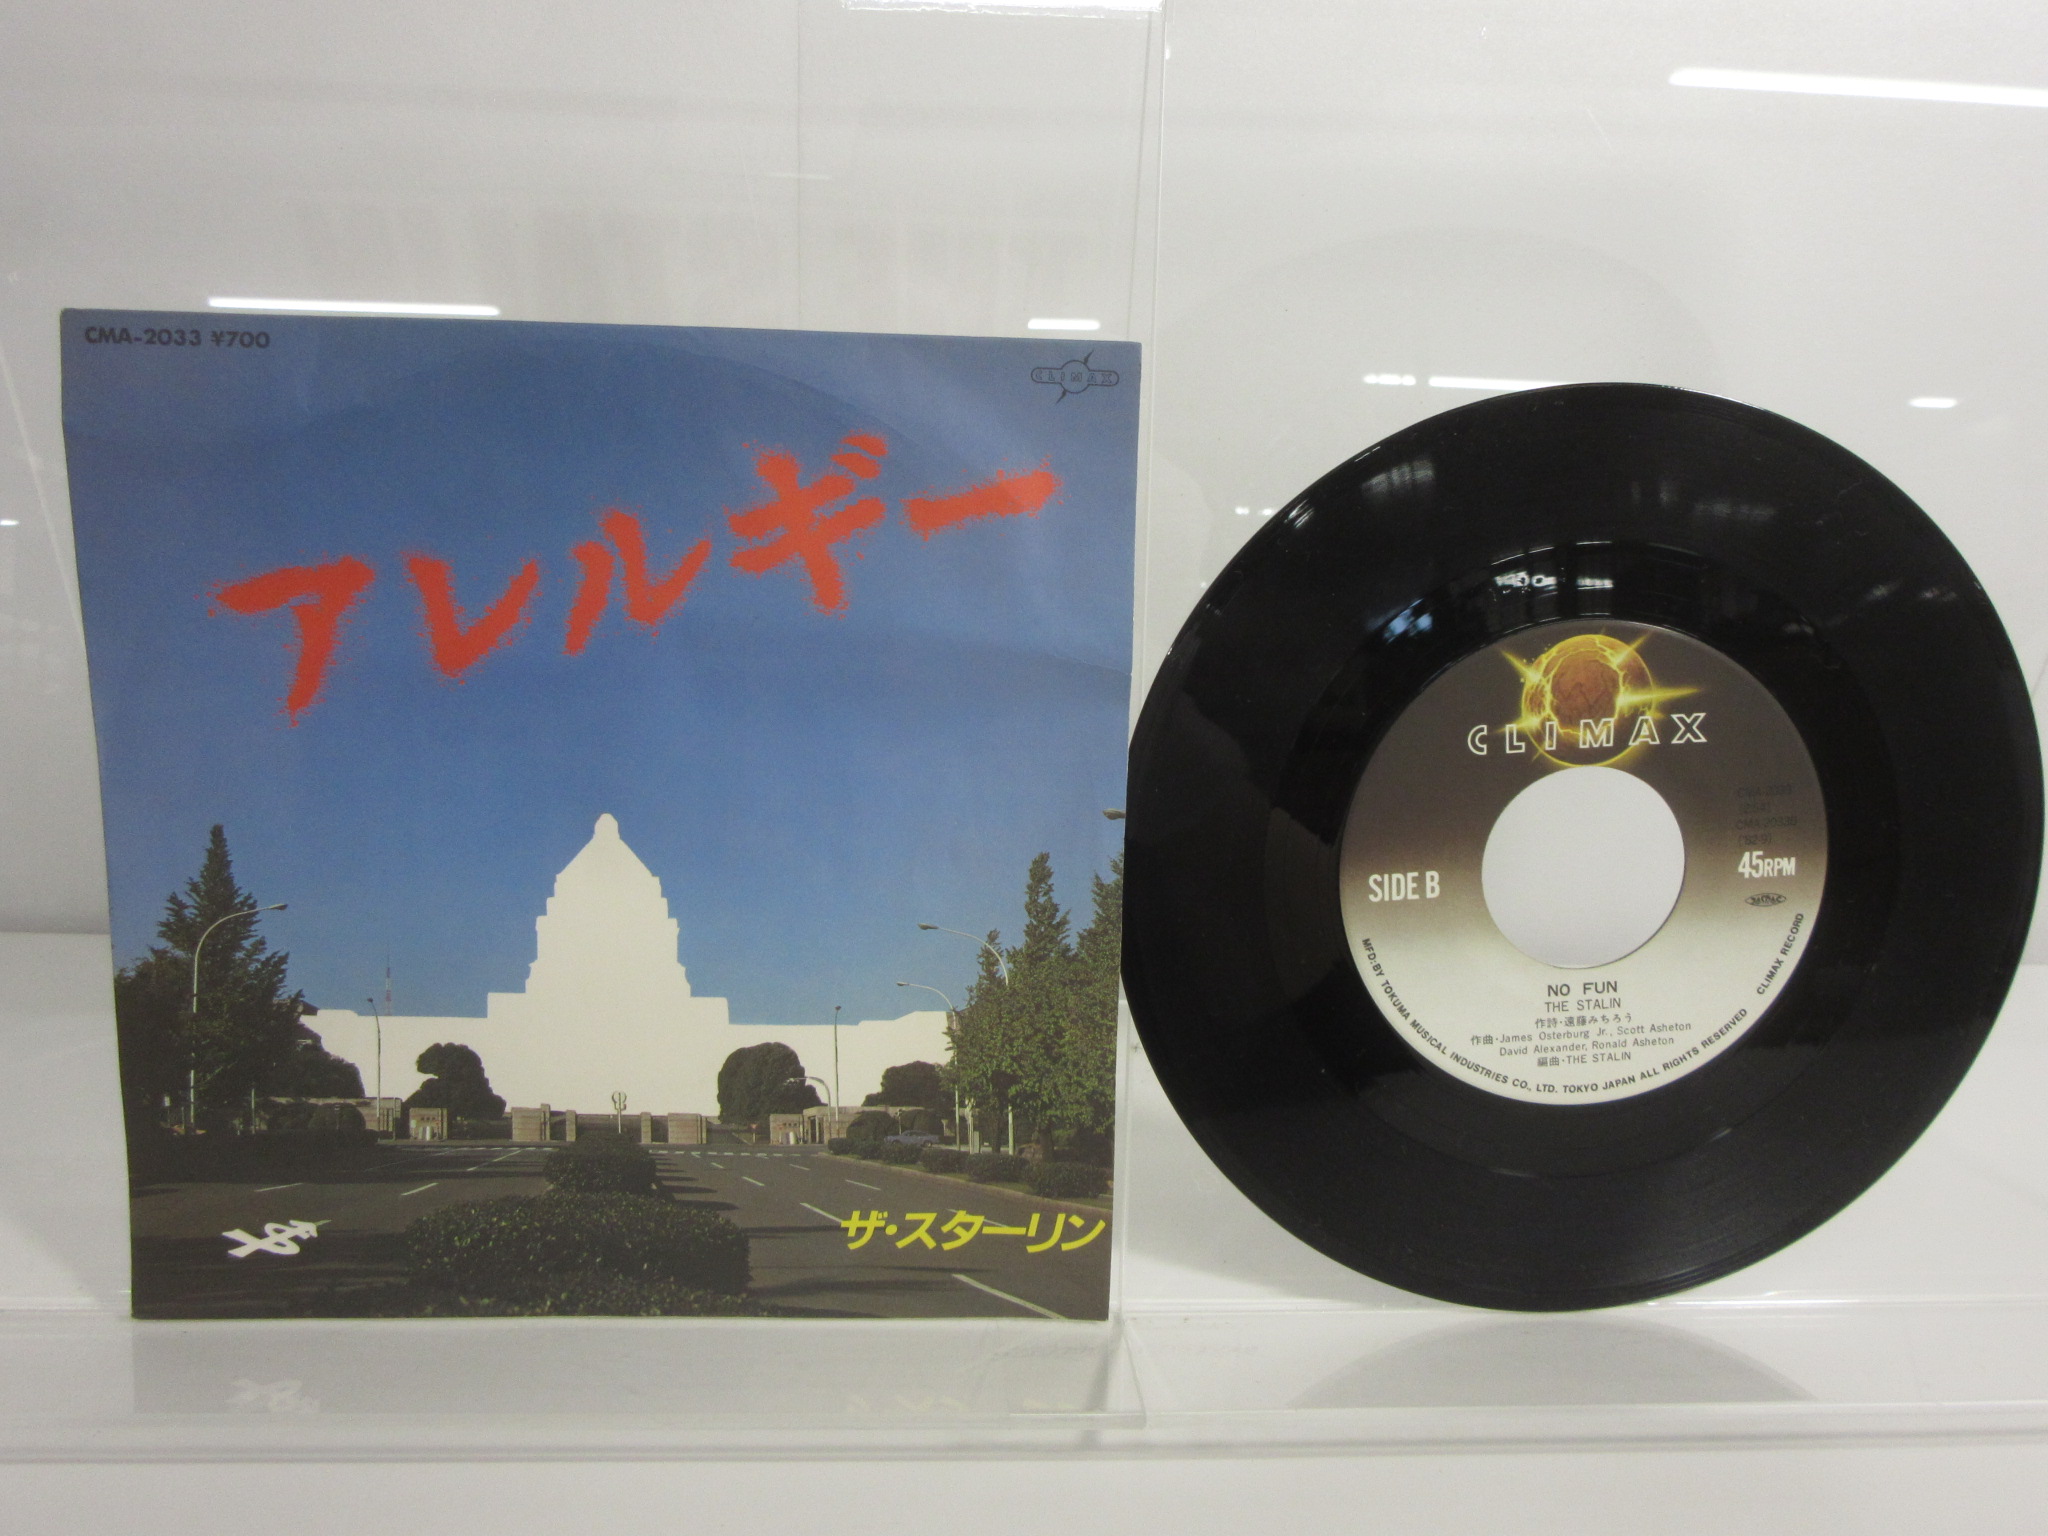 CMA-2033 ¥700
CLIMAX
アレルギー
ザ・スターリン
CLIMAX
SIDE B
45RPM
NO FUN
THE STALIN
作詩・遠藤みちろう
作曲・James Osterburg Jr., Scott Asheton
David Alexander, Ronald Asheton
編曲・THE STALIN
MFD. BY TOKUMA MUSICAL INDUSTRIES CO., LTD. TOKYO JAPAN ALL RIGHTS RESERVED CLIMAX RECORD